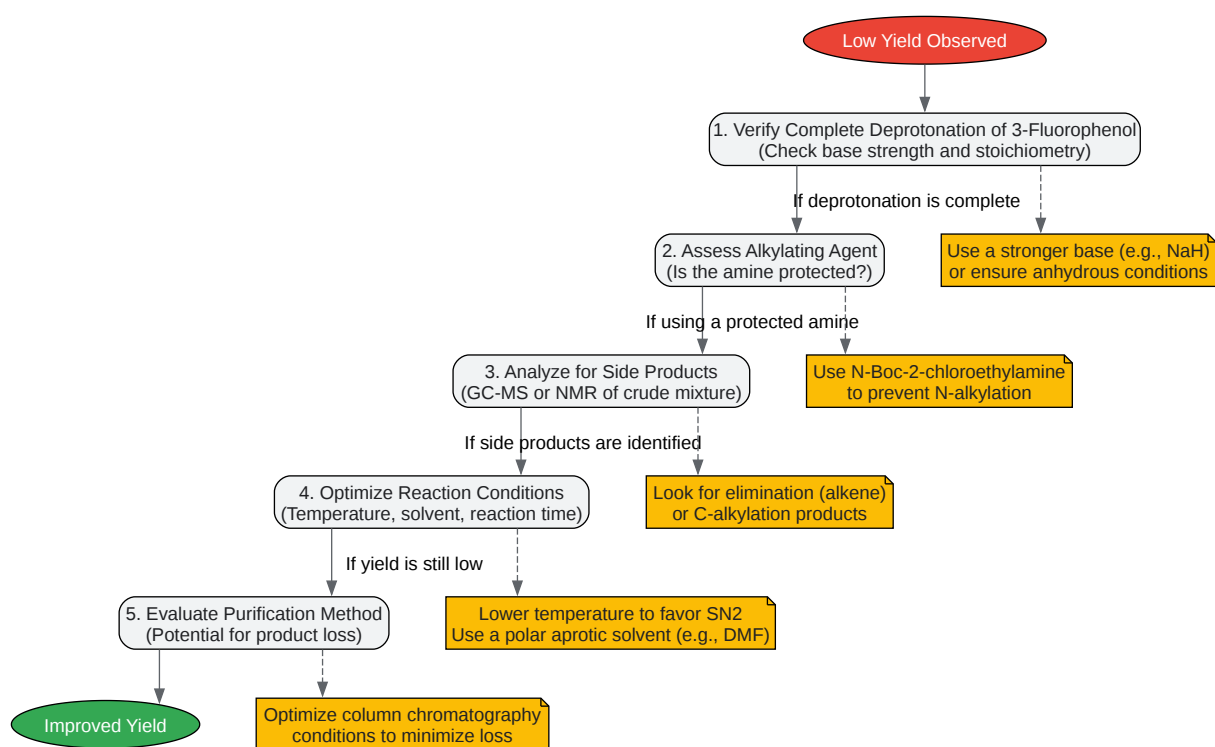 Low Yield Observed
1. Verify Complete Deprotonation of 3-Fluorophenol
(Check base strength and stoichiometry)
If deprotonation is complete
2. Assess Alkylating Agent
(Is the amine protected?)
Use a stronger base (e.g., NaH)
or ensure anhydrous conditions
If using a protected amine
3. Analyze for Side Products
(GC-MS or NMR of crude mixture)
Use N-Boc-2-chloroethylamine
to prevent N-alkylation
If side products are identified
4. Optimize Reaction Conditions
(Temperature, solvent, reaction time)
Look for elimination (alkene)
or C-alkylation products
If yield is still low
5. Evaluate Purification Method
(Potential for product loss)
Lower temperature to favor SN2
Use a polar aprotic solvent (e.g., DMF)
Improved Yield
Optimize column chromatography
conditions to minimize loss